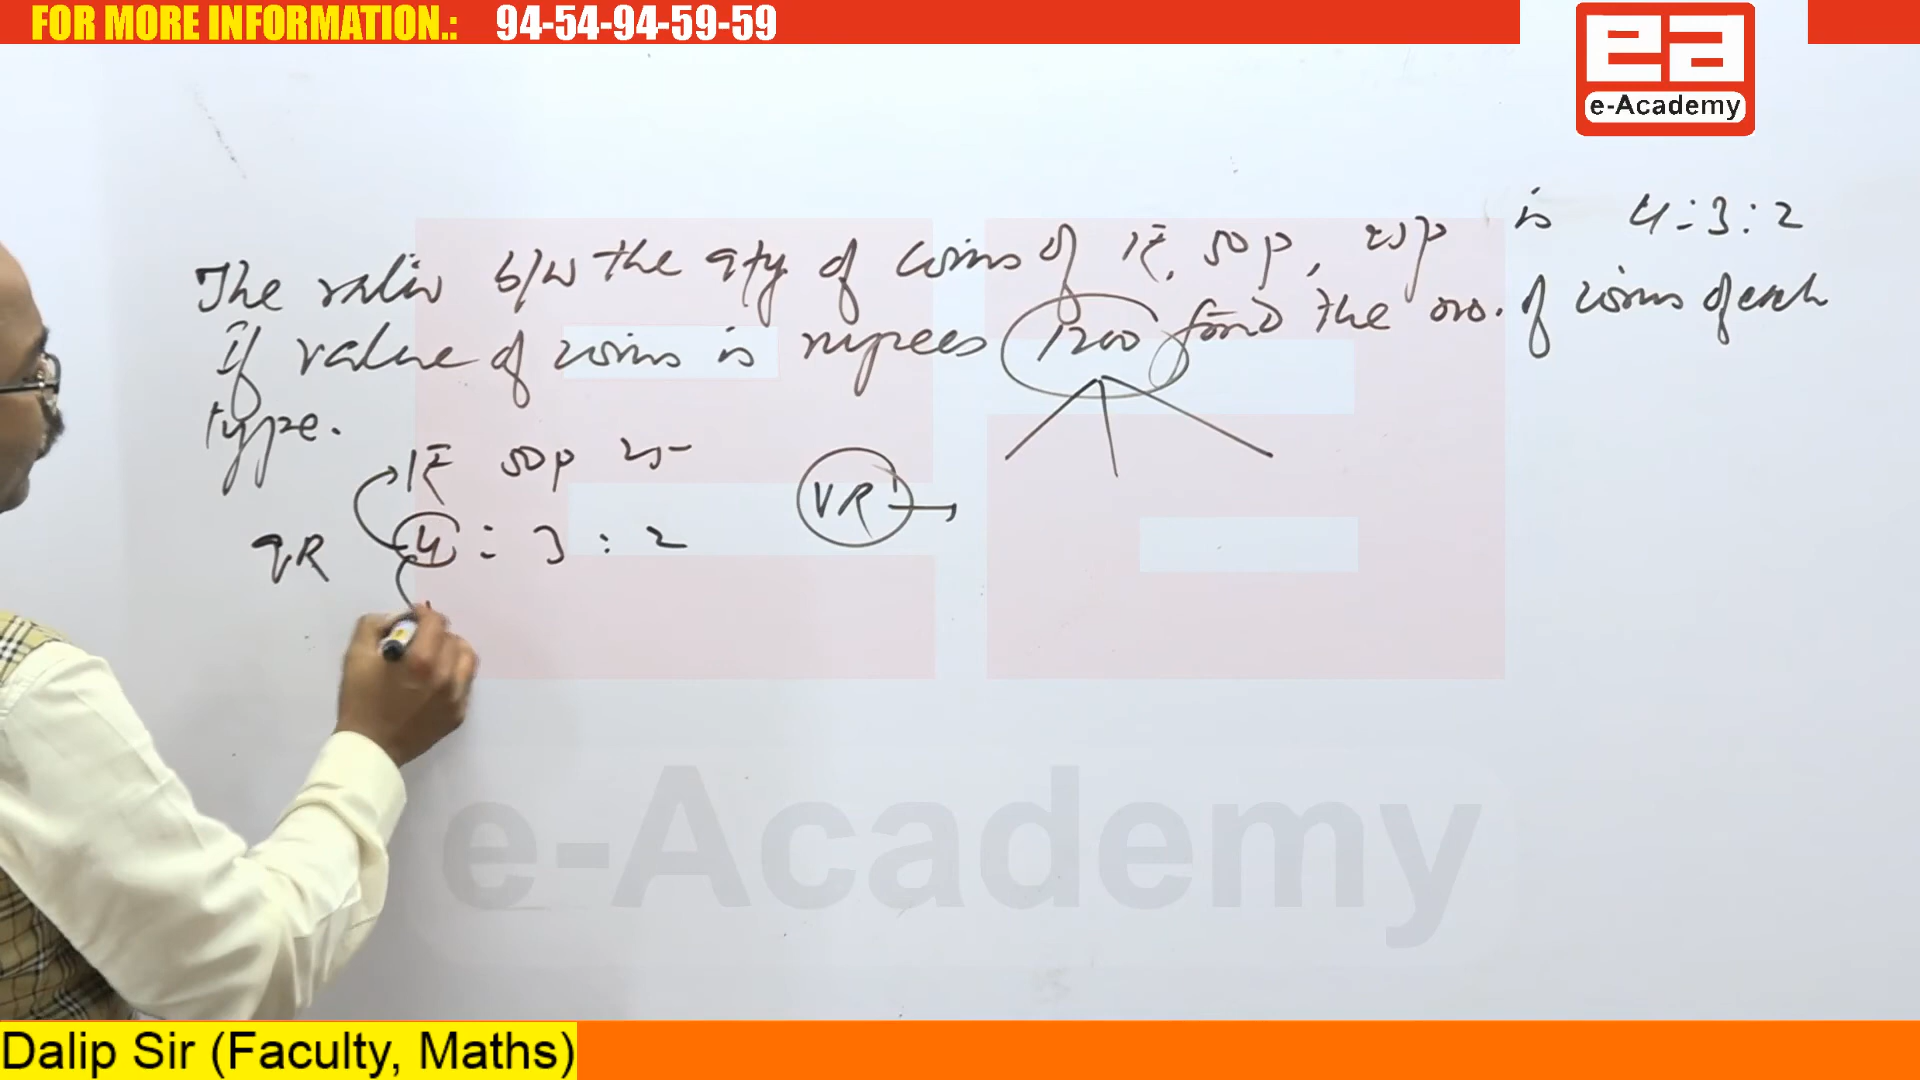 FOR MORE INFORMATION.: 94-54-94-59-59
ea
e-Academy
The ratio b/w the qty of coins of 1₹, 50p, 25p is 4:3:2
If value of coins is rupees 1200 find the no. of coins of each
type.
1₹ 50p 25
qR 4 : 3 : 2
VR →
e-Academy
Dalip Sir (Faculty, Maths)